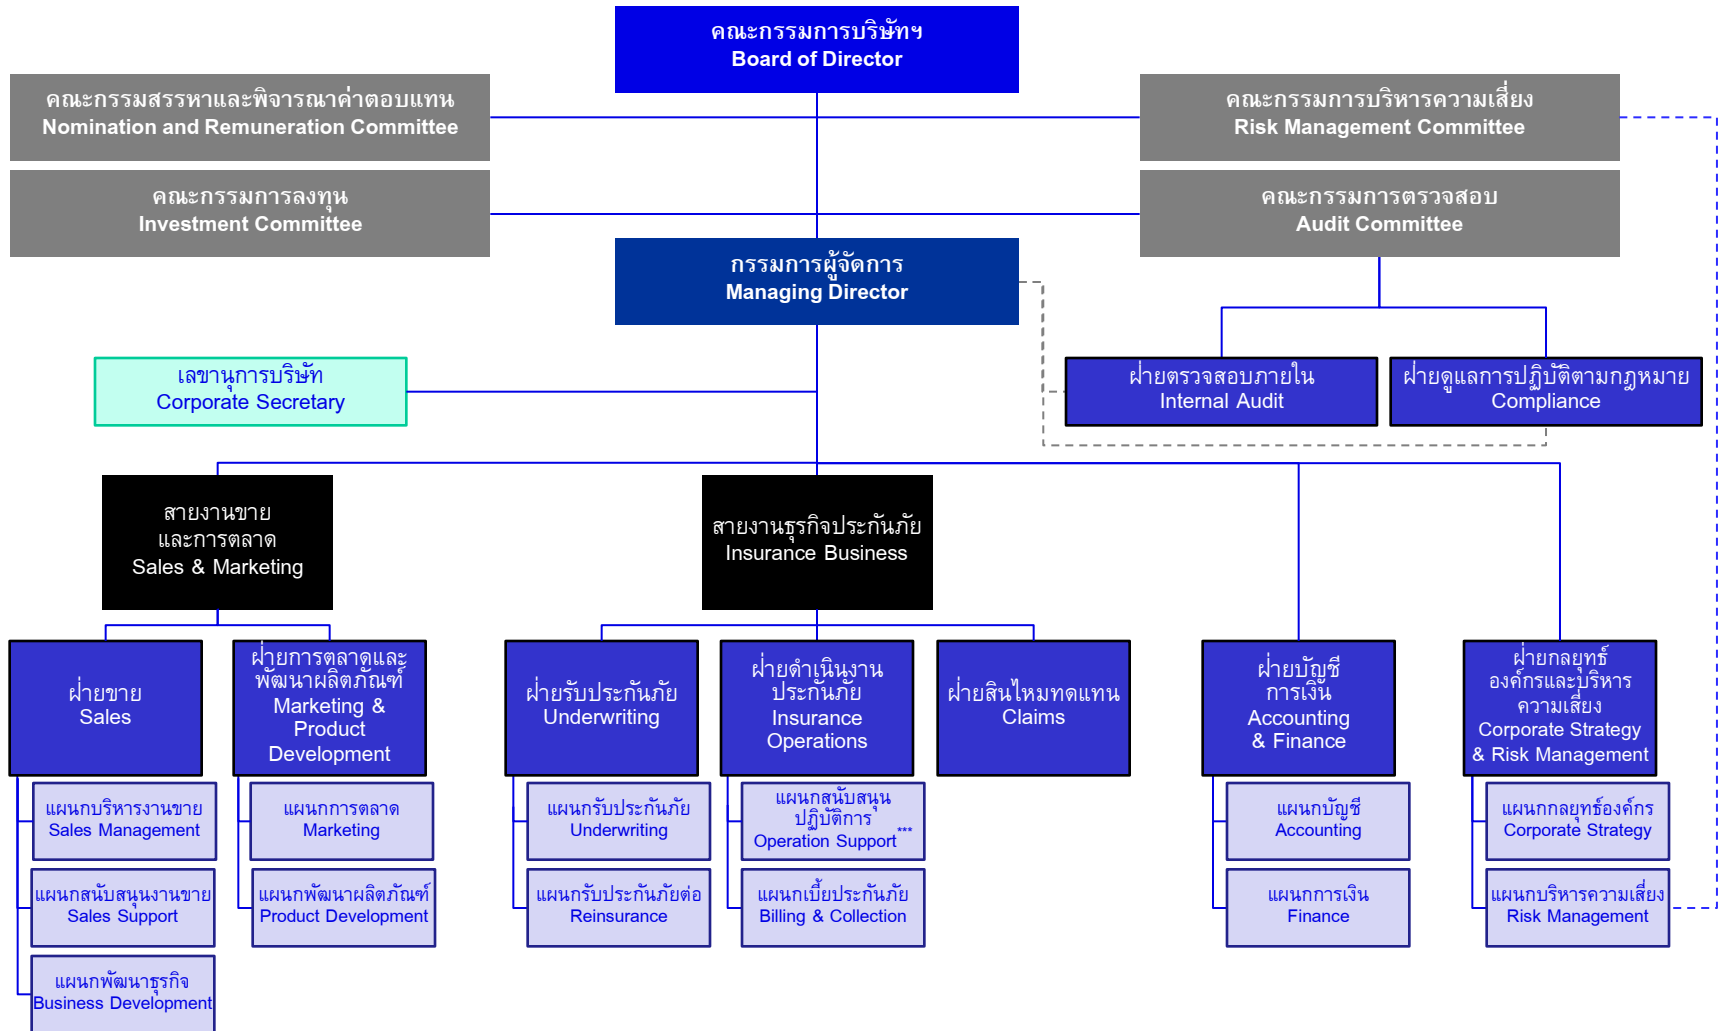 คณะกรรมการบริษัทฯ
Board of Director
คณะกรรมสรรหาและพิจารณาค่าตอบแทน
Nomination and Remuneration Committee
คณะกรรมการบริหารความเสี่ยง
Risk Management Committee
คณะกรรมการลงทุน
Investment Committee
คณะกรรมการตรวจสอบ
Audit Committee
กรรมการผู้จัดการ
Managing Director
เลขานุการบริษัท
Corporate Secretary
ฝ่ายตรวจสอบภายใน
Internal Audit
ฝ่ายดูแลการปฏิบัติตามกฎหมาย
Compliance
สายงานขาย
และการตลาด
Sales & Marketing
สายงานธุรกิจประกันภัย
Insurance Business
ฝ่ายขาย
Sales
ฝ่ายการตลาดและ
พัฒนาผลิตภัณฑ์
Marketing &
Product
Development
ฝ่ายรับประกันภัย
Underwriting
ฝ่ายดำเนินงาน
ประกันภัย
Insurance
Operations
ฝ่ายสินไหมทดแทน
Claims
ฝ่ายบัญชี
การเงิน
Accounting
& Finance
ฝ่ายกลยุทธ์
องค์กรและบริหาร
ความเสี่ยง
Corporate Strategy
& Risk Management
แผนกบริหารงานขาย
Sales Management
แผนกการตลาด
Marketing
แผนกรับประกันภัย
Underwriting
แผนกสนับสนุน
ปฏิบัติการ
Operation Support***
แผนกบัญชี
Accounting
แผนกกลยุทธ์องค์กร
Corporate Strategy
แผนกสนับสนุนงานขาย
Sales Support
แผนกพัฒนาผลิตภัณฑ์
Product Development
แผนกรับประกันภัยต่อ
Reinsurance
แผนกเบี้ยประกันภัย
Billing & Collection
แผนกการเงิน
Finance
แผนกบริหารความเสี่ยง
Risk Management
แผนกพัฒนาธุรกิจ
Business Development